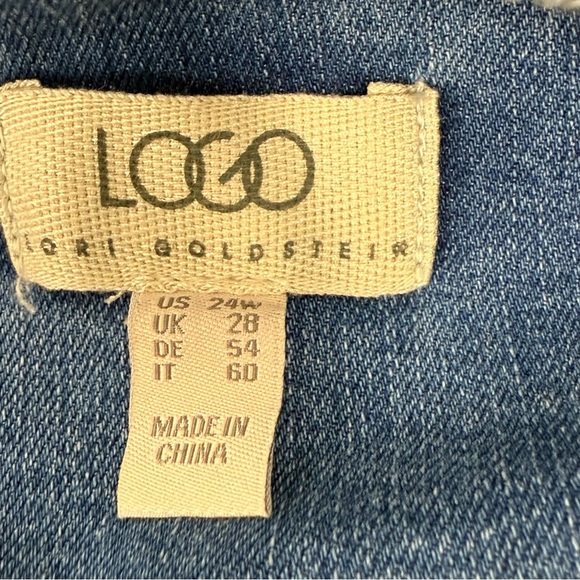 LOGO
LORI GOLDSTEIN
US 24W
UK 28
DE 54
IT 60
MADE IN
CHINA